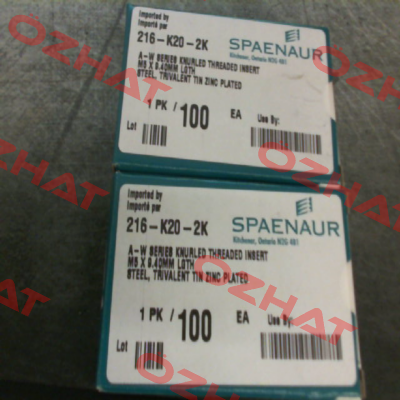 Imported by
Importé par
216-K20-2K
SPAENAUR
Kitchener, Ontario N2G 4B1
A-W SERIES KNURLED THREADED INSERT
M5 X 9.40MM LGTH
STEEL, TRIVALENT TIN ZINC PLATED
1 PK / 100 EA
Use By:
Lot
Imported by
Importé par
216-K20-2K
SPAENAUR
Kitchener, Ontario N2G 4B1
A-W SERIES KNURLED THREADED INSERT
M5 X 9.40MM LGTH
STEEL, TRIVALENT TIN ZINC PLATED
1 PK / 100 EA
Use By:
Lot
OZHAT
OZHAT
OZHAT
OZHAT
OZHAT